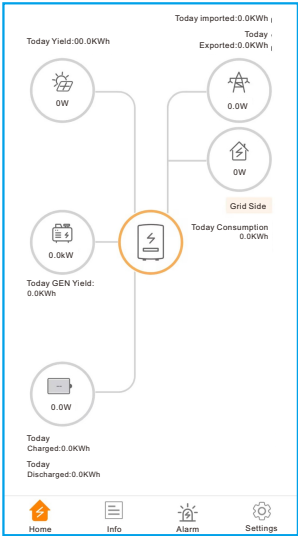 Today imported:0.0KWh
Today
Exported:0.0KWh
Today Yield:00.0KWh
0W
0.0W
0W
Grid Side
Today Consumption
0.0KWh
0.0kW
Today GEN Yield:
0.0KWh
0.0W
Today
Charged:0.0KWh
Today
Discharged:0.0KWh
Home
Info
Alarm
Settings